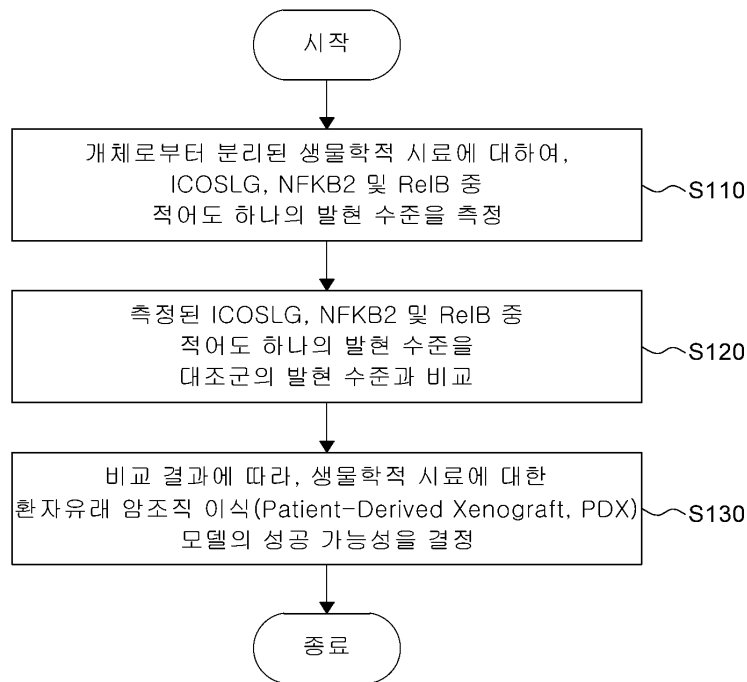 시작
개체로부터 분리된 생물학적 시료에 대하여,
ICOSLG, NFKB2 및 RelB 중
적어도 하나의 발현 수준을 측정
S110
측정된 ICOSLG, NFKB2 및 RelB 중
적어도 하나의 발현 수준을
대조군의 발현 수준과 비교
S120
비교 결과에 따라, 생물학적 시료에 대한
환자유래 암조직 이식(Patient-Derived Xenograft, PDX)
모델의 성공 가능성을 결정
S130
종료